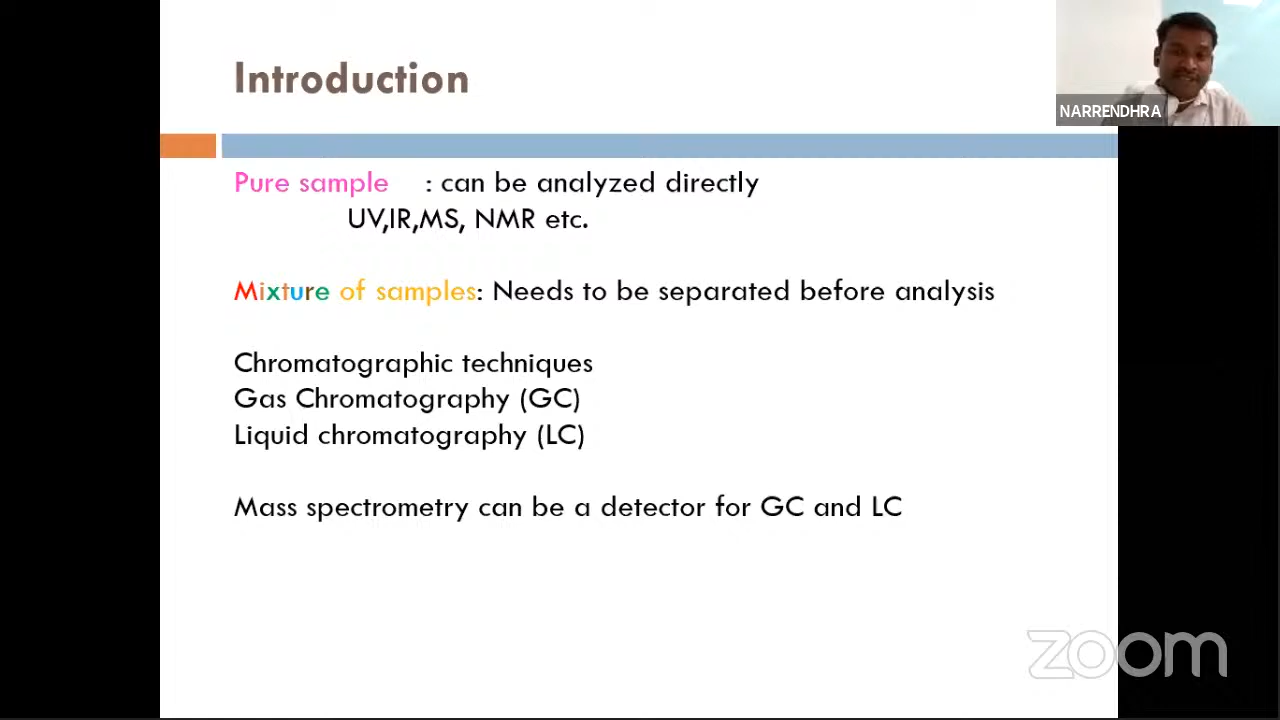 Introduction
NARRENDHRA
Pure sample : can be analyzed directly
UV,IR,MS, NMR etc.
Mixture of samples: Needs to be separated before analysis
Chromatographic techniques
Gas Chromatography (GC)
Liquid chromatography (LC)
Mass spectrometry can be a detector for GC and LC
zoom